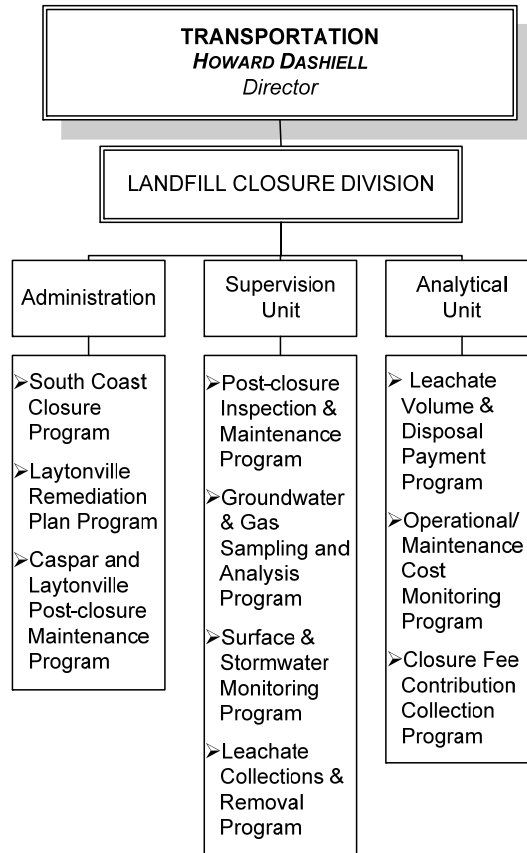 TRANSPORTATION
HOWARD DASHIELL
Director
LANDFILL CLOSURE DIVISION
Administration
➢South Coast
Closure
Program
➢Laytonville
Remediation
Plan Program
➢Caspar and
Laytonville
Post-closure
Maintenance
Program
Supervision
Unit
➢Post-closure
Inspection &
Maintenance
Program
➢Groundwater
& Gas
Sampling and
Analysis
Program
➢Surface &
Stormwater
Monitoring
Program
➢Leachate
Collections &
Removal
Program
Analytical
Unit
➢ Leachate
Volume &
Disposal
Payment
Program
➢Operational/
Maintenance
Cost
Monitoring
Program
➢Closure Fee
Contribution
Collection
Program